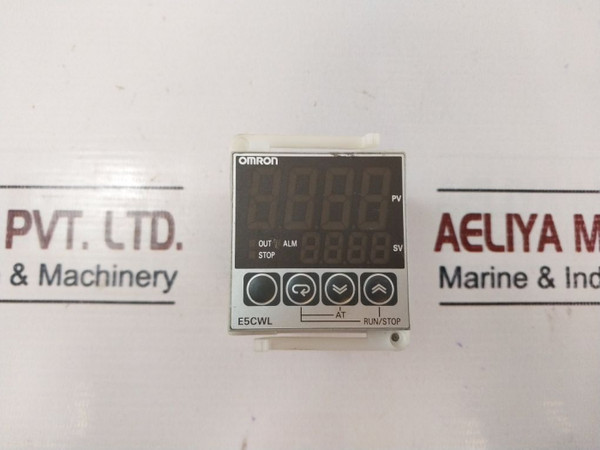 OMRON
PV
OUT ALM
SV
STOP
AT
E5CWL
RUN/STOP
PVT. LTD.
& Machinery
AELIYA M
Marine & Ind